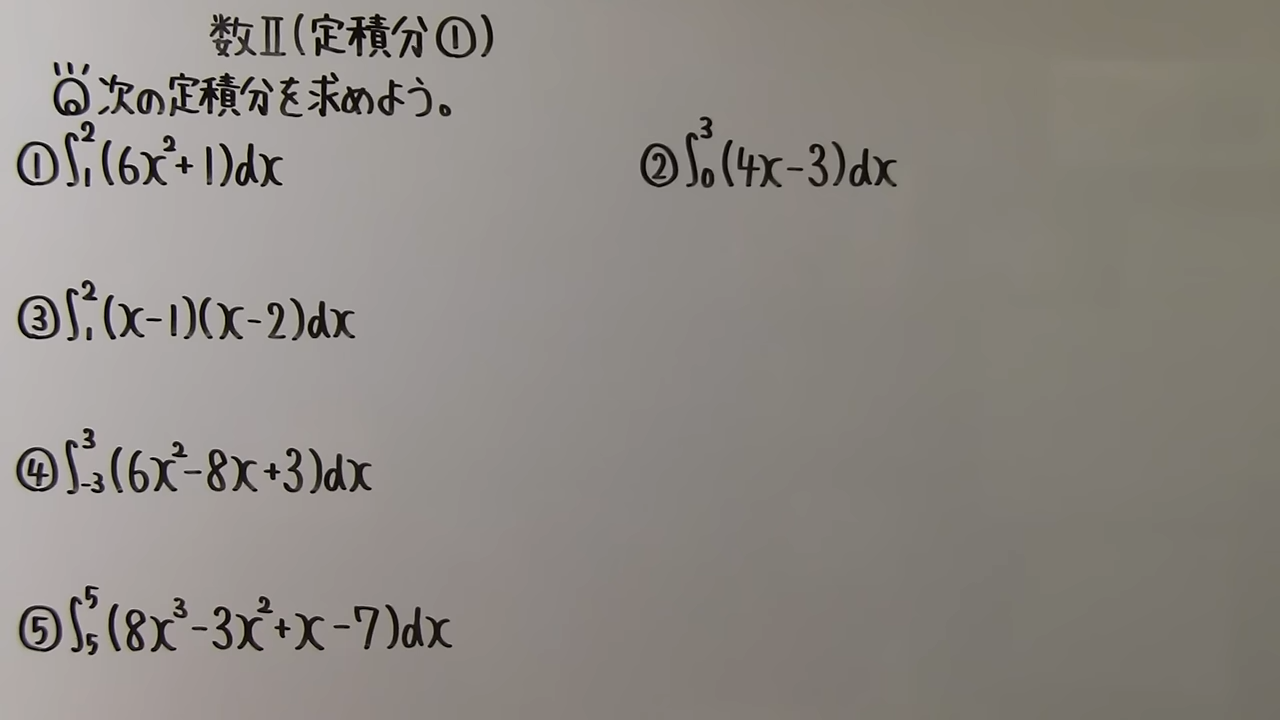 数Ⅱ(定積分①)
Q 次の定積分を求めよう。
①∫₁²(6x²+1)dx
②∫₀³(4x-3)dx
③∫₁²(x-1)(x-2)dx
④∫₋₃³(6x²-8x+3)dx
⑤∫₅⁵(8x³-3x²+x-7)dx